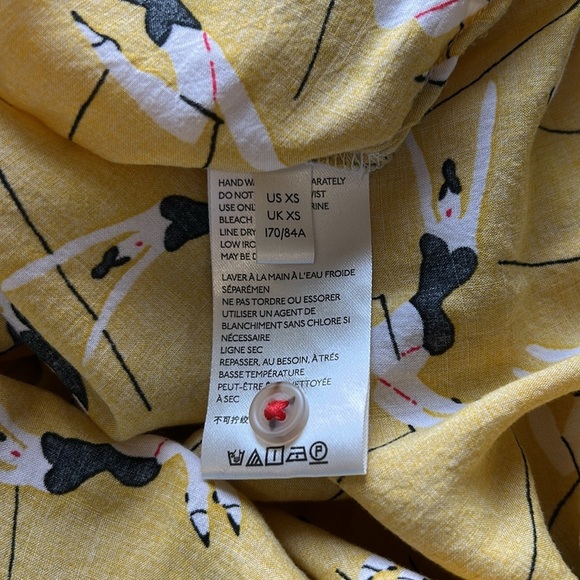 HAND WA
ARATELY
DO NOT
WIST
USE ONL
RINE
BLEACH
LINE DRY
LOW IRO
MAY BE D
US XS
UK XS
170/84A
LAVER À LA MAIN À L'EAU FROIDE
SÉPARÉMEN
NE PAS TORDRE OU ESSORER
UTILISER UN AGENT DE
BLANCHIMENT SANS CHLORE SI
NÉCESSAIRE
LIGNE SEC
REPASSER, AU BESOIN, À TRÉS
BASSE TEMPÉRATURE
PEUT-ÊTRE NETTOYÉE
À SEC
不可拧绞